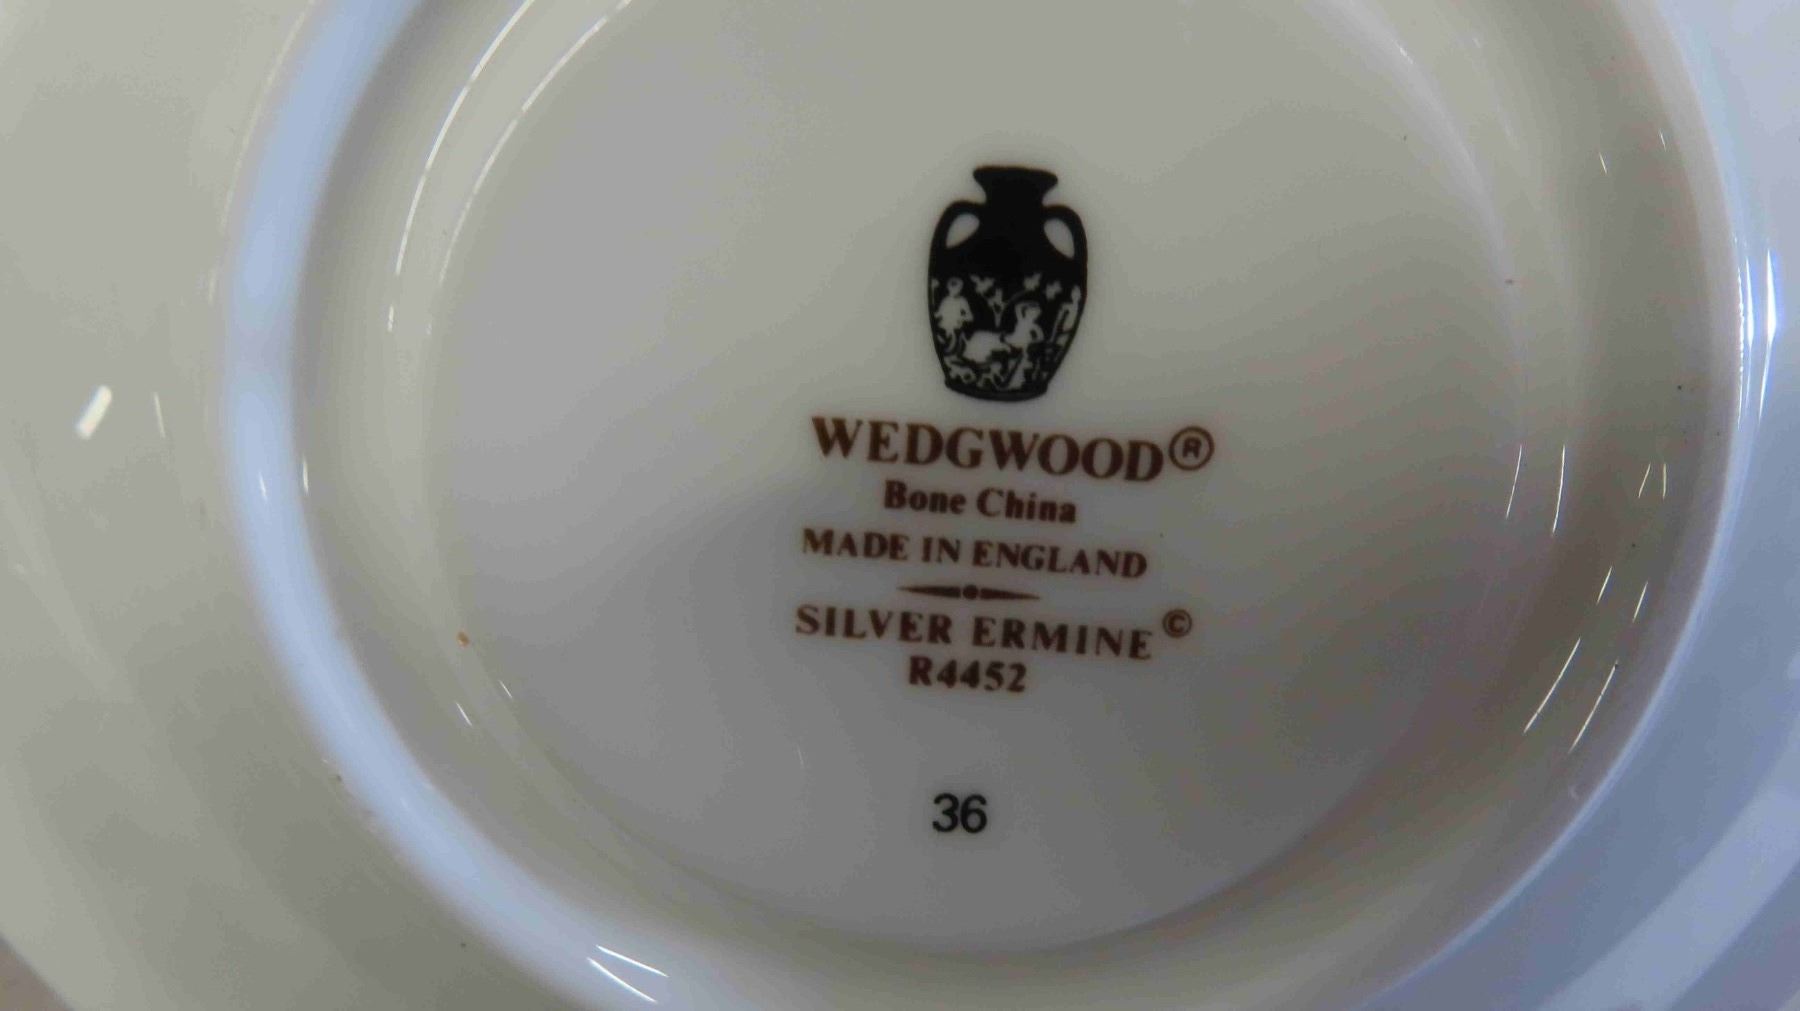 WEDGWOOD®
Bone China
MADE IN ENGLAND
SILVER ERMINE©
R4452
36